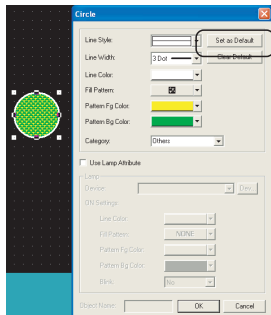 Circle
Line Style: Set as Default
Line Width: 3 Dot Clear Default
Line Color:
Fill Pattern:
Pattern Fg Color:
Pattern Bg Color:
Category: Others
Use Lamp Attribute
Lamp
Device: Dev...
ON Settings
Line Color:
Fill Pattern: NONE
Pattern Fg Color:
Pattern Bg Color:
Blink: No
Object Name: OK Cancel